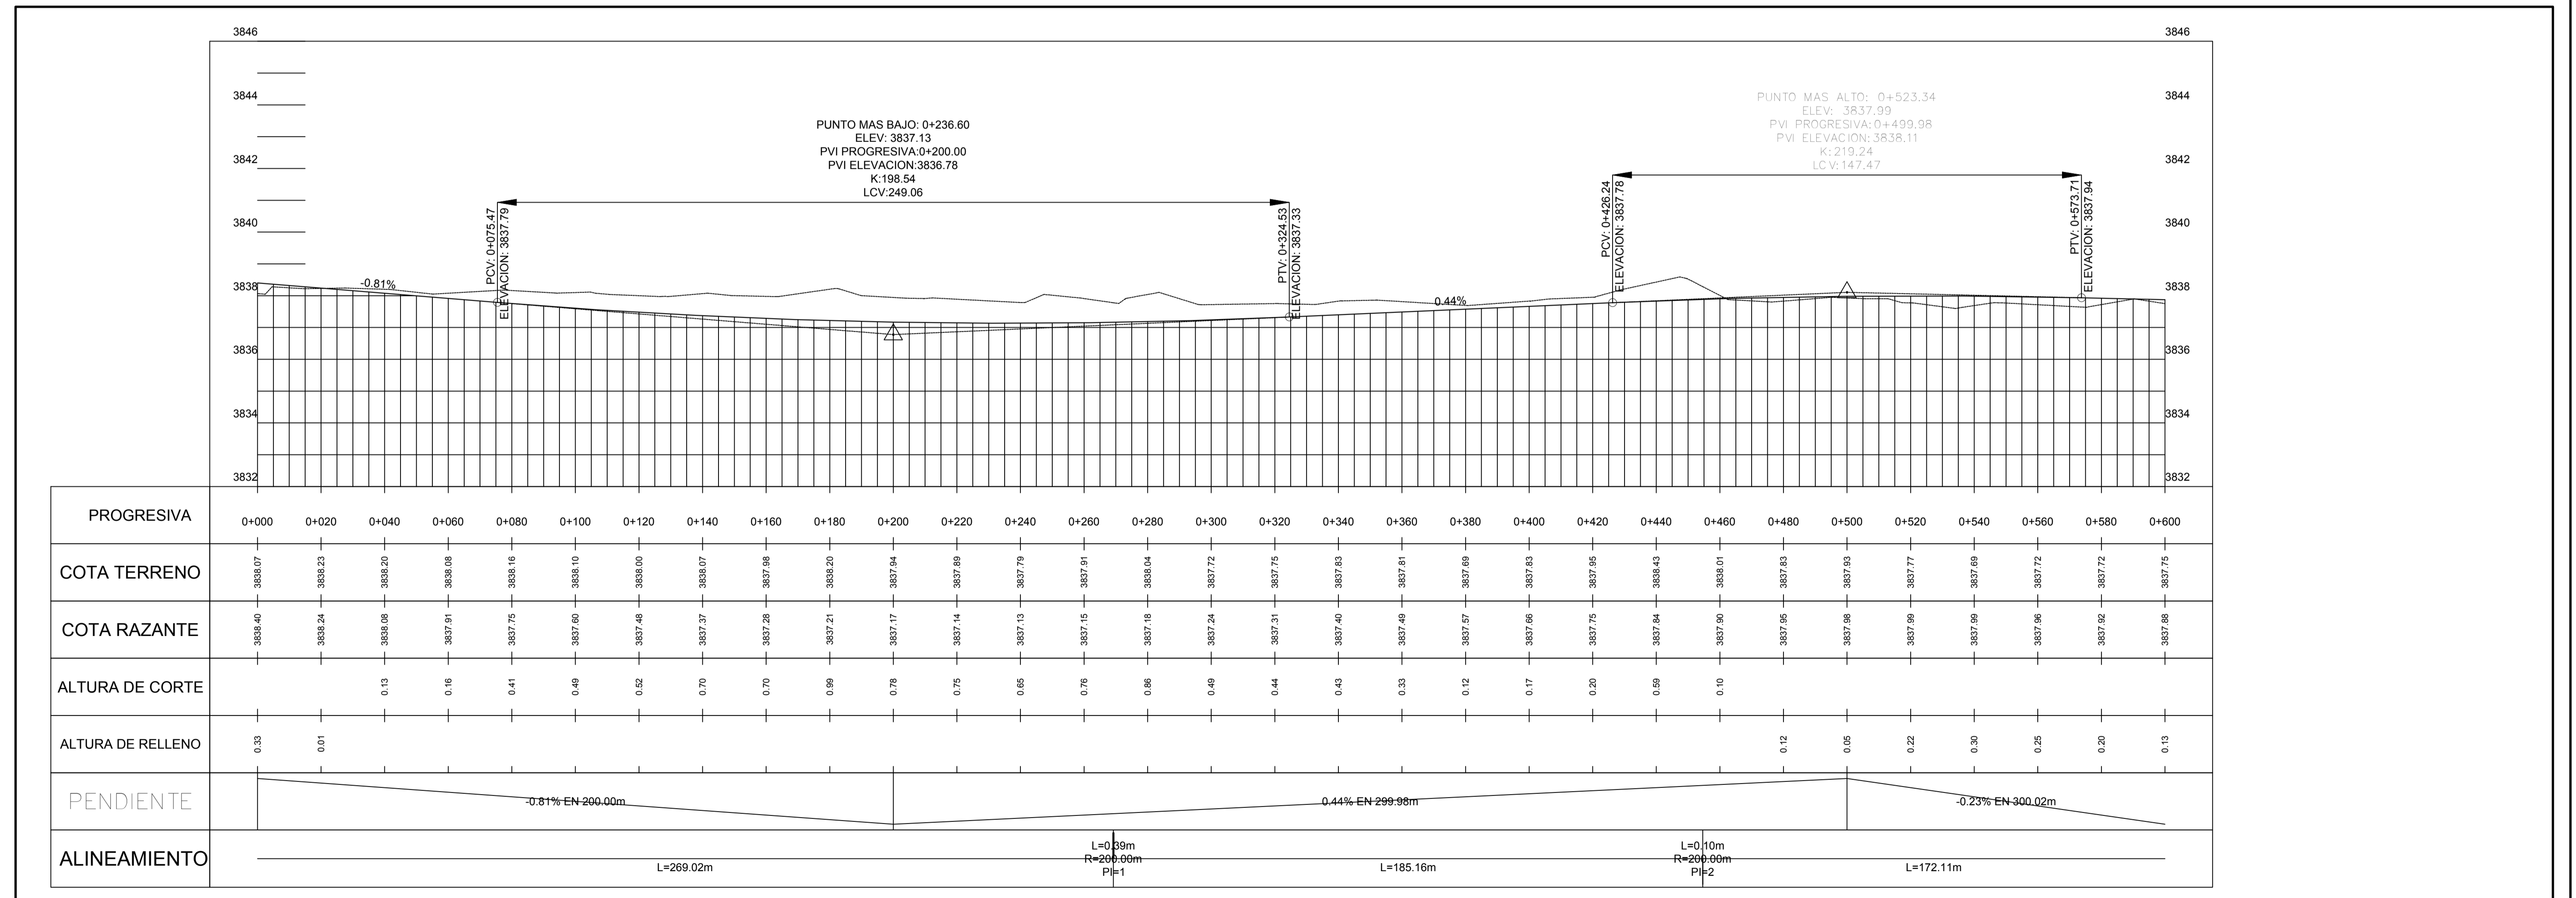 3846 3846
3844 3844
3842 3842
3840 3840
3838 3838
3836 3836
3834 3834
3832 3832
PUNTO MAS BAJO: 0+236.60
ELEV: 3837.13
PVI PROGRESIVA:0+200.00
PVI ELEVACION:3836.78
K:198.54
LCV:249.06
PUNTO MAS ALTO: 0+523.34
ELEV: 3837.99
PVI PROGRESIVA:0+499.98
PVI ELEVACION:3838.11
K:219.24
LCV:147.47
PCV: 0+075.47
ELEVACION: 3837.79
PTV: 0+324.53
ELEVACION: 3837.33
PCV: 0+426.24
ELEVACION: 3837.78
PTV: 0+573.71
ELEVACION: 3837.94
-0.81%
0.44%
PROGRESIVA 0+000 0+020 0+040 0+060 0+080 0+100 0+120 0+140 0+160 0+180 0+200 0+220 0+240 0+260 0+280 0+300 0+320 0+340 0+360 0+380 0+400 0+420 0+440 0+460 0+480 0+500 0+520 0+540 0+560 0+580 0+600
COTA TERRENO 3838.07 3838.23 3838.20 3838.08 3838.16 3838.10 3838.00 3838.07 3837.98 3838.20 3837.94 3837.89 3837.79 3837.91 3838.04 3837.72 3837.75 3837.83 3837.81 3837.69 3837.83 3837.95 3838.43 3838.01 3837.83 3837.93 3837.77 3837.69 3837.72 3837.72 3837.75
COTA RAZANTE 3838.40 3838.24 3838.08 3837.91 3837.75 3837.60 3837.48 3837.37 3837.28 3837.21 3837.17 3837.14 3837.13 3837.15 3837.18 3837.24 3837.31 3837.40 3837.49 3837.57 3837.66 3837.75 3837.84 3837.90 3837.95 3837.98 3837.99 3837.99 3837.96 3837.92 3837.88
ALTURA DE CORTE 0.13 0.16 0.41 0.49 0.52 0.70 0.70 0.99 0.78 0.75 0.65 0.76 0.86 0.49 0.44 0.43 0.33 0.12 0.17 0.20 0.59 0.10
ALTURA DE RELLENO 0.33 0.01 0.12 0.05 0.22 0.30 0.25 0.20 0.13
PENDIENTE -0.81% EN 200.00m 0.44% EN 299.98m -0.23% EN 300.02m
ALINEAMIENTO
L=269.02m
L=0.39m
R=200.00m
PI=1
L=185.16m
L=0.10m
R=200.00m
PI=2
L=172.11m